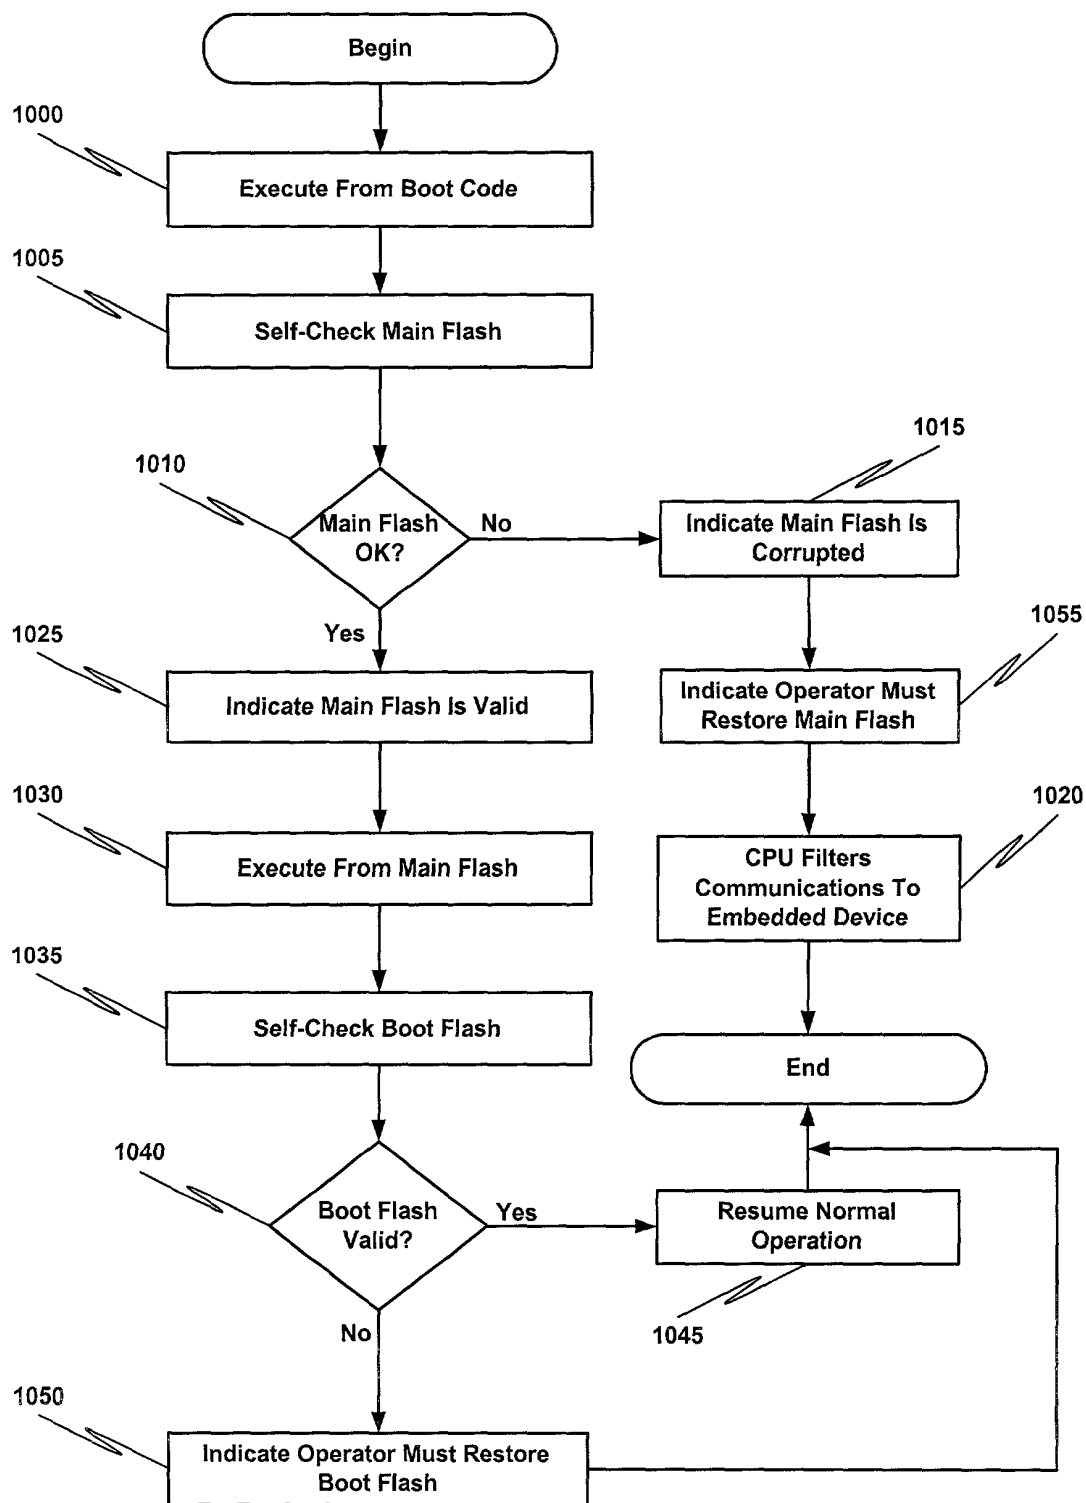 Begin
1000
Execute From Boot Code
1005
Self-Check Main Flash
1010
Main Flash
OK?
No
1015
Indicate Main Flash Is
Corrupted
Yes
1025
Indicate Main Flash Is Valid
1055
Indicate Operator Must
Restore Main Flash
1030
Execute From Main Flash
1020
CPU Filters
Communications To
Embedded Device
1035
Self-Check Boot Flash
End
1040
Boot Flash
Valid?
Yes
Resume Normal
Operation
1045
No
1050
Indicate Operator Must Restore
Boot Flash